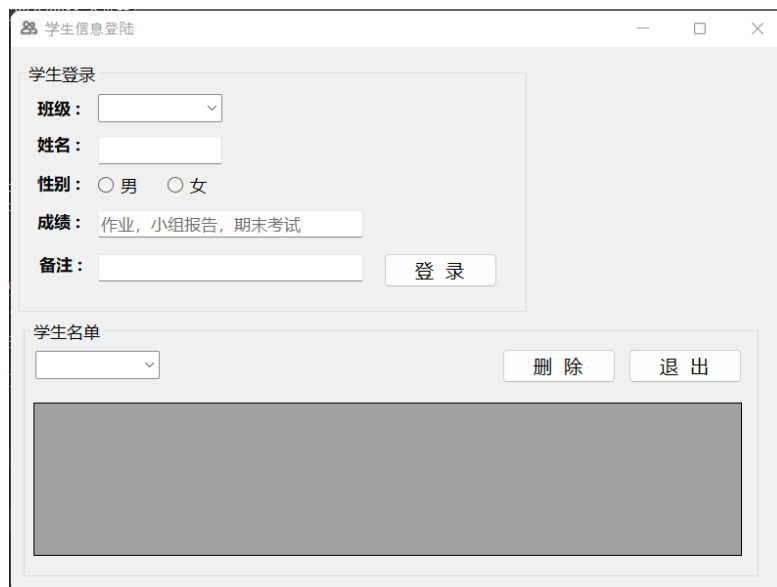 学生信息登陆
学生登录
班级：
姓名：
性别： 男 女
成绩： 作业，小组报告，期末考试
备注： 登 录
学生名单
删 除 退 出